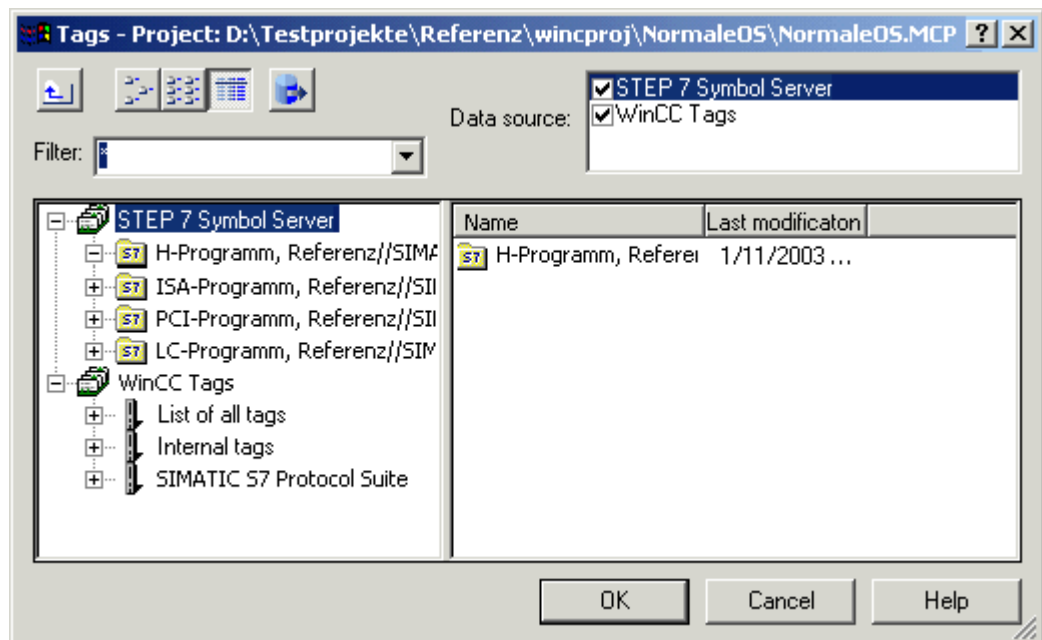 Tags - Project: D:\Testprojekte\Referenz\wincproj\NormaleOS\NormaleOS.MCP
Data source:
STEP 7 Symbol Server
WinCC Tags
Filter: *
STEP 7 Symbol Server
H-Programm, Referenz//SIMA
ISA-Programm, Referenz//SII
PCI-Programm, Referenz//SII
LC-Programm, Referenz//SIM
WinCC Tags
List of all tags
Internal tags
SIMATIC S7 Protocol Suite
Name Last modificaton
H-Programm, Referei 1/11/2003 ...
OK Cancel Help